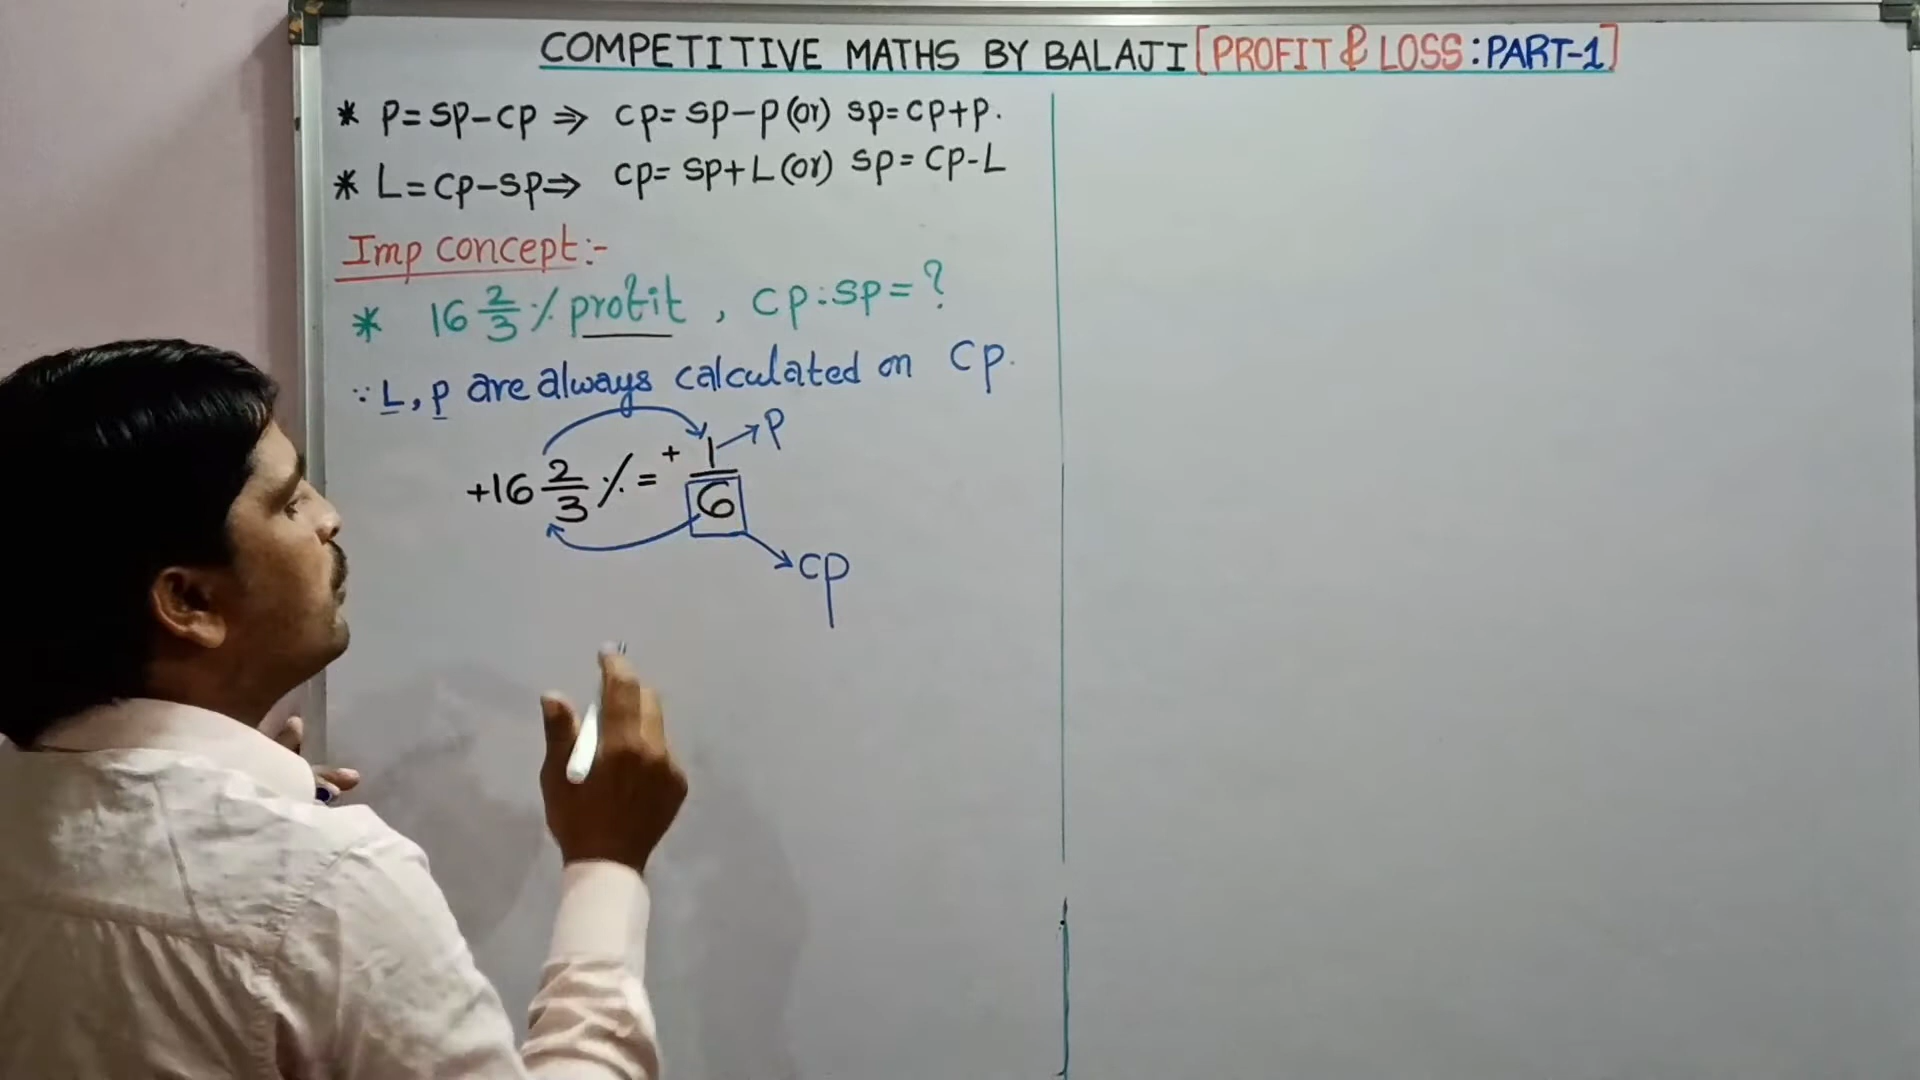 COMPETITIVE MATHS BY BALAJI [PROFIT & LOSS: PART-1]
* P=SP-CP ⇒ CP=SP-P (or) SP=CP+P.
* L=CP-SP ⇒ CP=SP+L (or) SP=CP-L
Imp concept:-
* 16 2/3 % profit, CP:SP=?
∵ L, P are always calculated on CP.
+16 2/3 % = + 1/6
P
CP